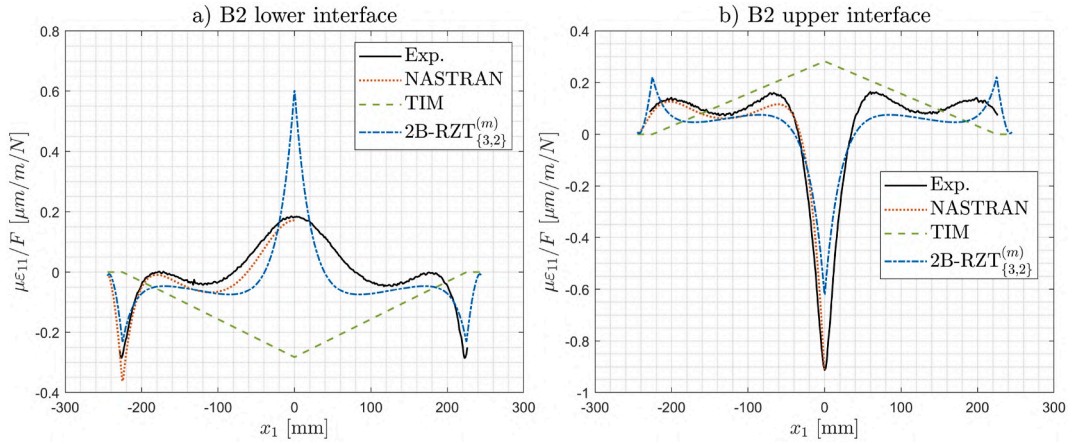 a) B2 lower interface
0.8
0.6
0.4
0.2
0
-0.2
-0.4
-300 -200 -100 0 100 200 300
x₁ [mm]
με₁₁/F [μm/m/N]
Exp.
NASTRAN
TIM
2B-RZT^{(m)}_{{3,2}}
b) B2 upper interface
0.4
0.2
0
-0.2
-0.4
-0.6
-0.8
-1
-300 -200 -100 0 100 200 300
x₁ [mm]
με₁₁/F [μm/m/N]
Exp.
NASTRAN
TIM
2B-RZT^{(m)}_{{3,2}}